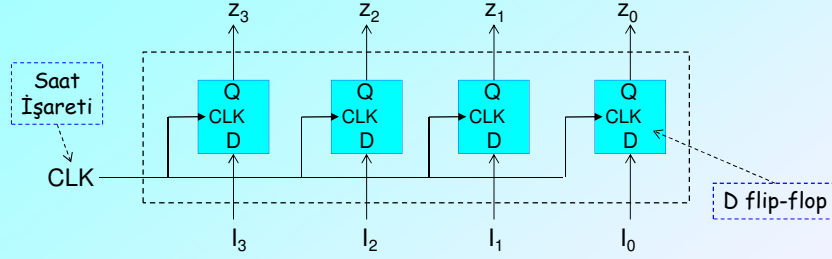 z₃ z₂ z₁ z₀
Saat
İşareti
Q Q Q Q
CLK CLK CLK CLK
D D D D
CLK
D flip-flop
I₃ I₂ I₁ I₀